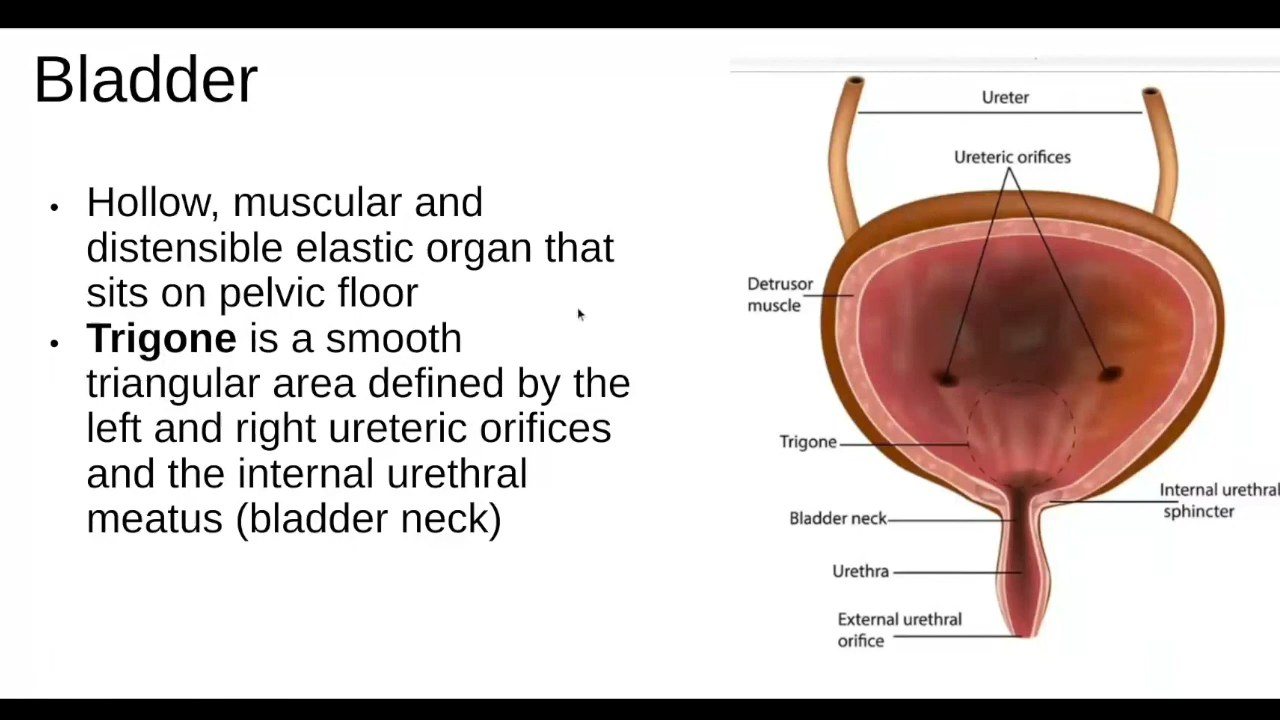 Bladder
• Hollow, muscular and
distensible elastic organ that
sits on pelvic floor
• Trigone is a smooth
triangular area defined by the
left and right ureteric orifices
and the internal urethral
meatus (bladder neck)
Ureter
Ureteric orifices
Detrusor
muscle
Trigone
Internal urethral
sphincter
Bladder neck
Urethra
External urethral
orifice